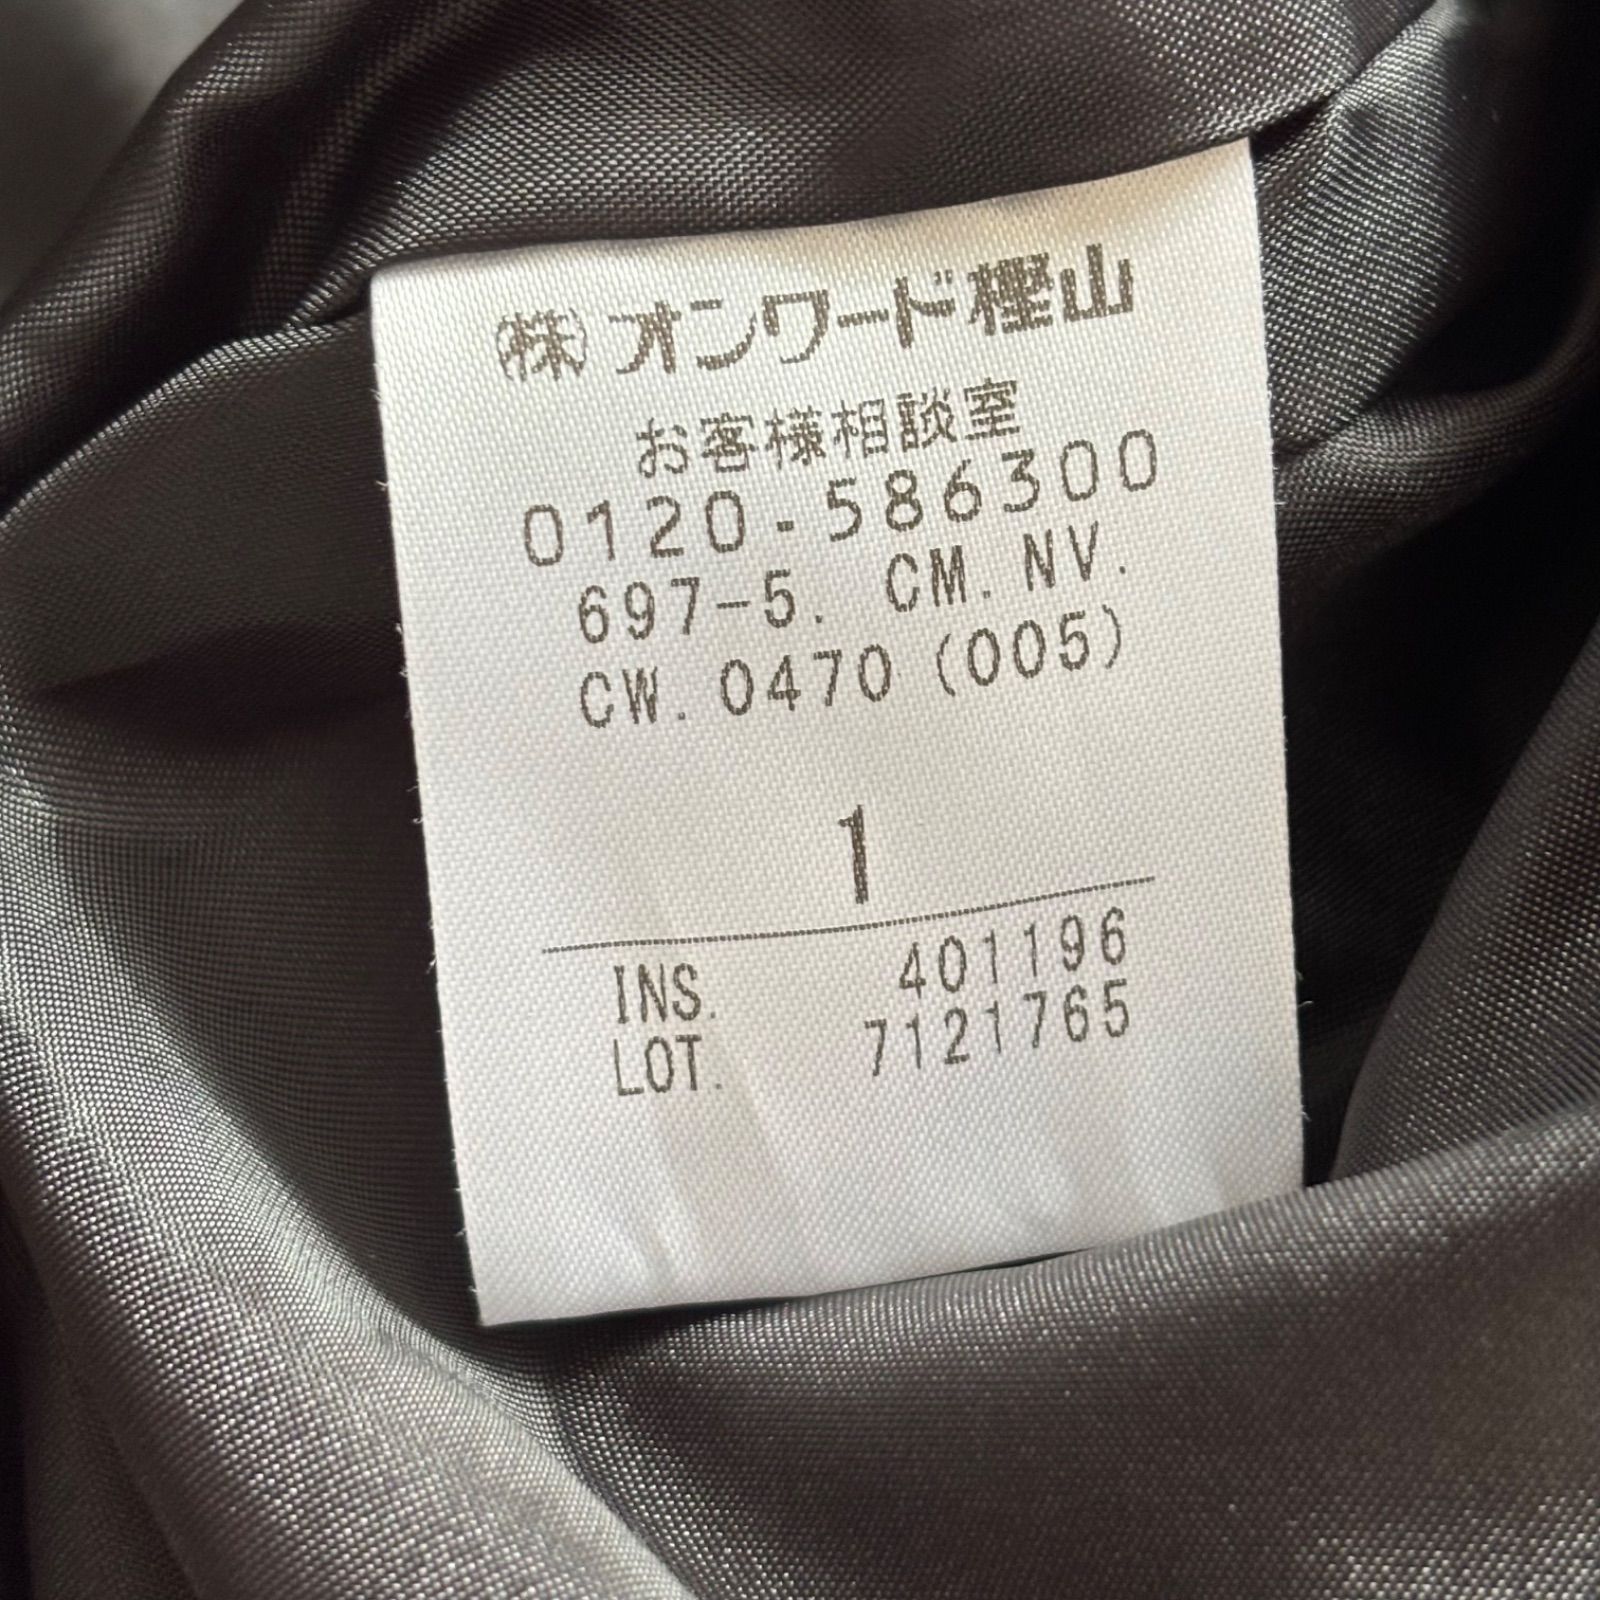 ㈱オンワード樫山
お客様相談室
0120-586300
697-5. CM. NV.
CW. 0470 (005)
1
INS. 401196
LOT. 7121765